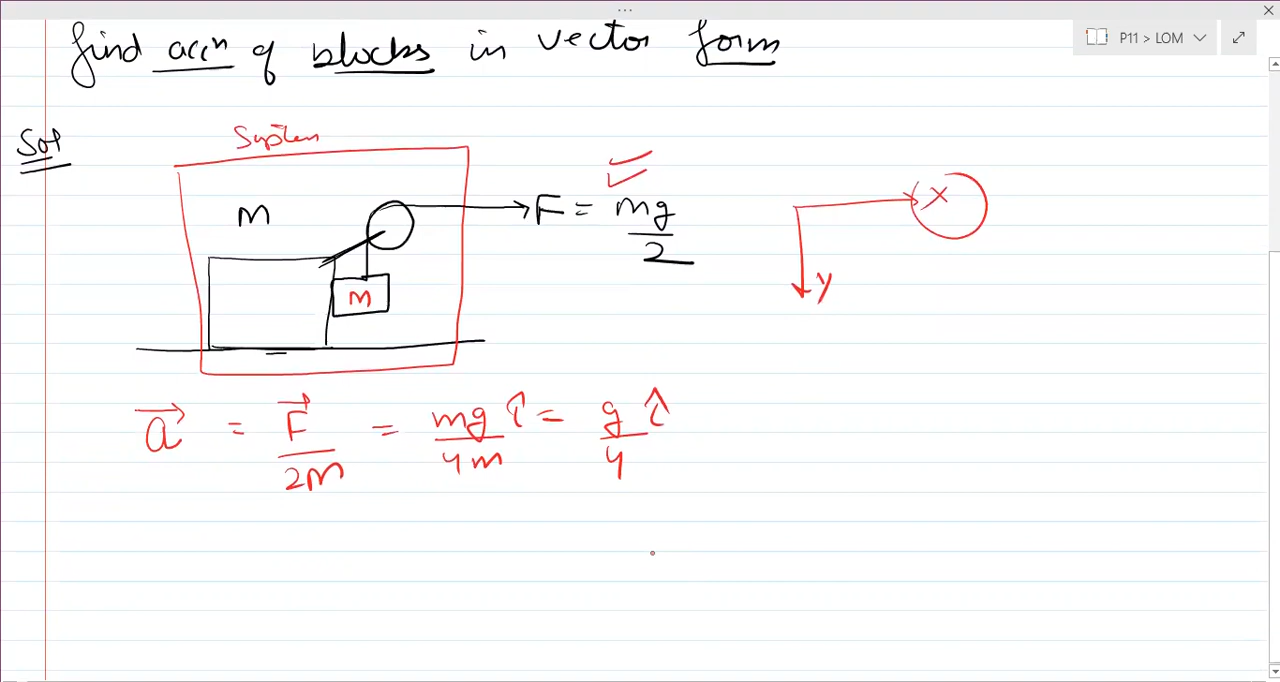 P11 > LOM
find accⁿ of blocks in vector form
Sol
System
m
F = mg/2
x
m
y
a⃗ = F⃗/2m = mg/4m î = g/4 î